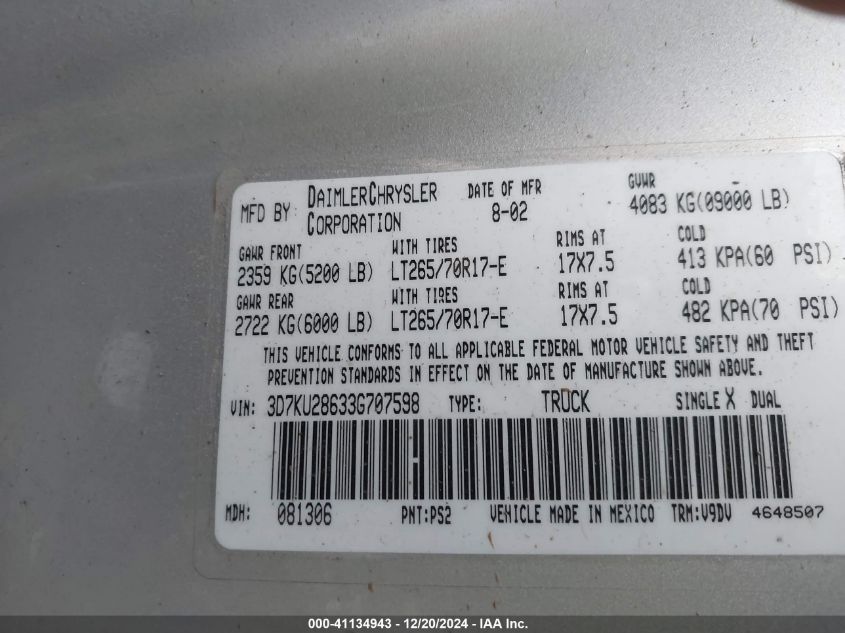 MFD BY DAIMLERCHRYSLER CORPORATION DATE OF MFR 8-02 GVWR 4083 KG(09000 LB)
GAWR FRONT WITH TIRES RIMS AT COLD
2359 KG(5200 LB) LT265/70R17-E 17X7.5 413 KPA(60 PSI)
GAWR REAR WITH TIRES RIMS AT COLD
2722 KG(6000 LB) LT265/70R17-E 17X7.5 482 KPA(70 PSI)
THIS VEHICLE CONFORMS TO ALL APPLICABLE FEDERAL MOTOR VEHICLE SAFETY AND THEFT
PREVENTION STANDARDS IN EFFECT ON THE DATE OF MANUFACTURE SHOWN ABOVE.
VIN: 3D7KU28633G707598 TYPE: TRUCK SINGLE X DUAL
MDH: 081306 PNT:PS2 VEHICLE MADE IN MEXICO TRM:V9DV 4648507
000-41134943 - 12/20/2024 - IAA Inc.